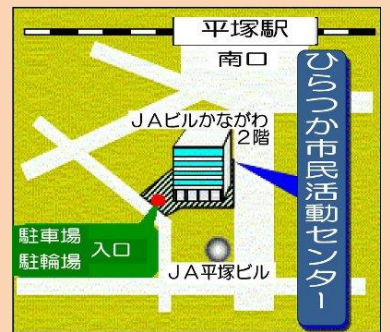 平塚駅
南口
JAビルかながわ
2階
ひらつか市民活動センター
駐車場
駐輪場
入口
JA平塚ビル